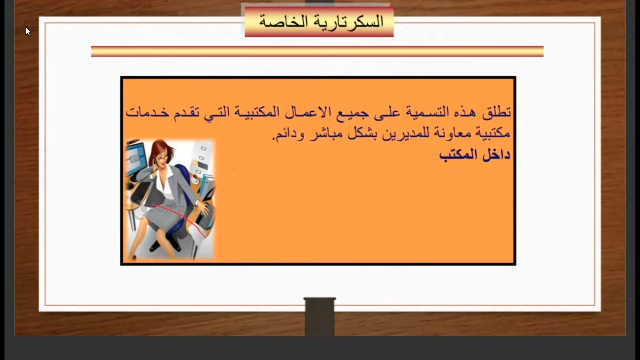 السكرتارية الخاصة
تطلق هذه التسمية على جميع الاعمال المكتبية التي تقدم خدمات
مكتبية معاونة للمديرين بشكل مباشر ودائم.
داخل المكتب